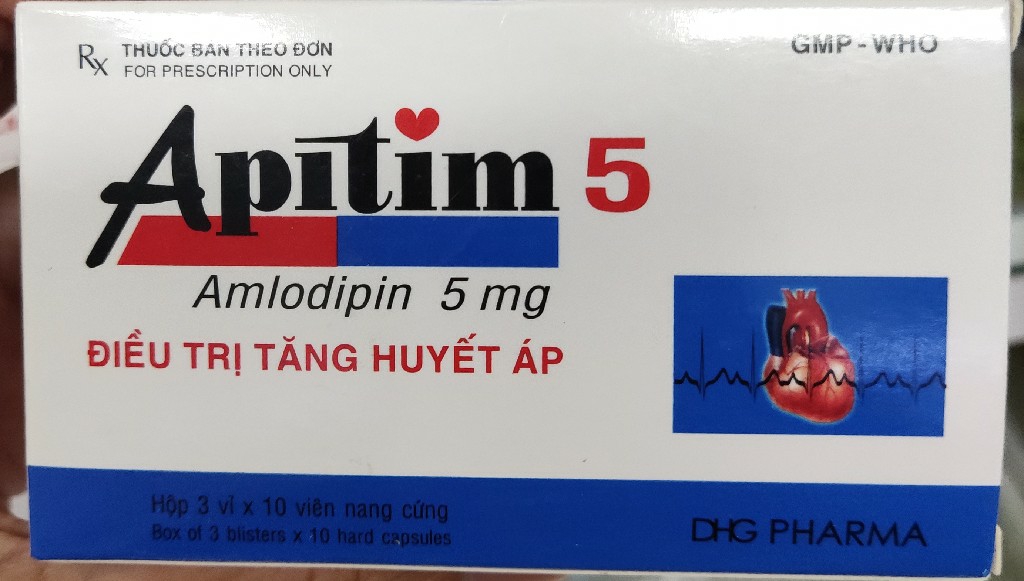 Rx THUỐC BÁN THEO ĐƠN
FOR PRESCRIPTION ONLY
GMP - WHO
Apitim 5
Amlodipin 5 mg
ĐIỀU TRỊ TĂNG HUYẾT ÁP
Hộp 3 vỉ x 10 viên nang cứng
Box of 3 blisters x 10 hard capsules
DHG PHARMA